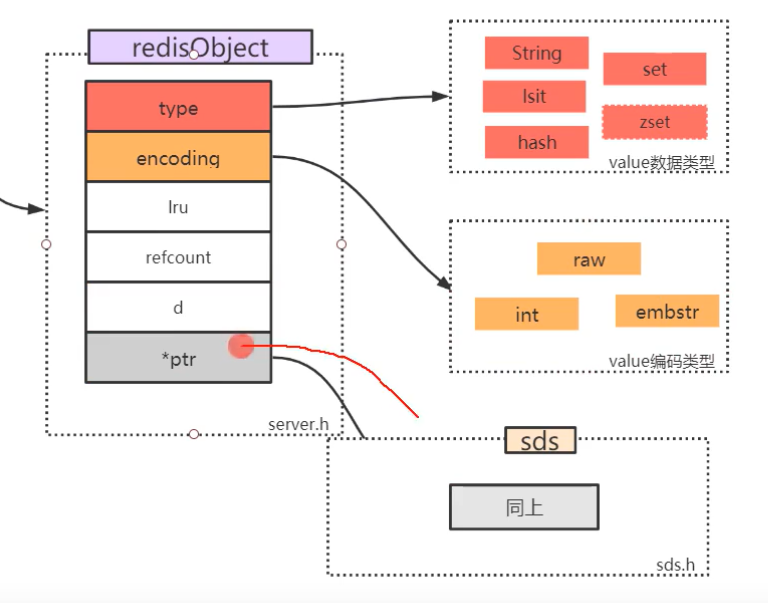 redisObject
type
encoding
lru
refcount
d
*ptr
server.h
String
set
lsit
zset
hash
value数据类型
raw
int
embstr
value编码类型
sds
同上
sds.h